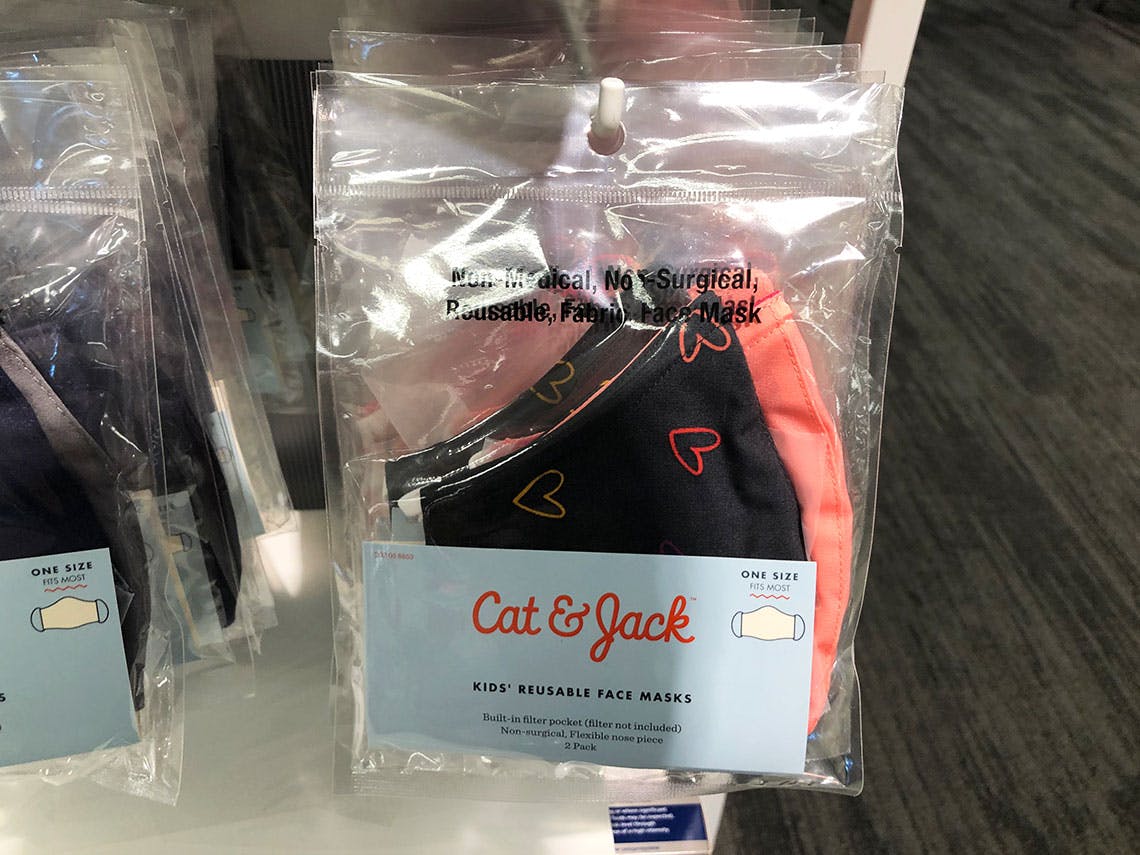 Non-Medical, Non-Surgical,
Reusable, Fabric Face Mask
ONE SIZE
FITS MOST
ONE SIZE
FITS MOST
Cat & Jack™
KIDS' REUSABLE FACE MASKS
Built-in filter pocket (filter not included)
Non-surgical, Flexible nose piece
2 Pack